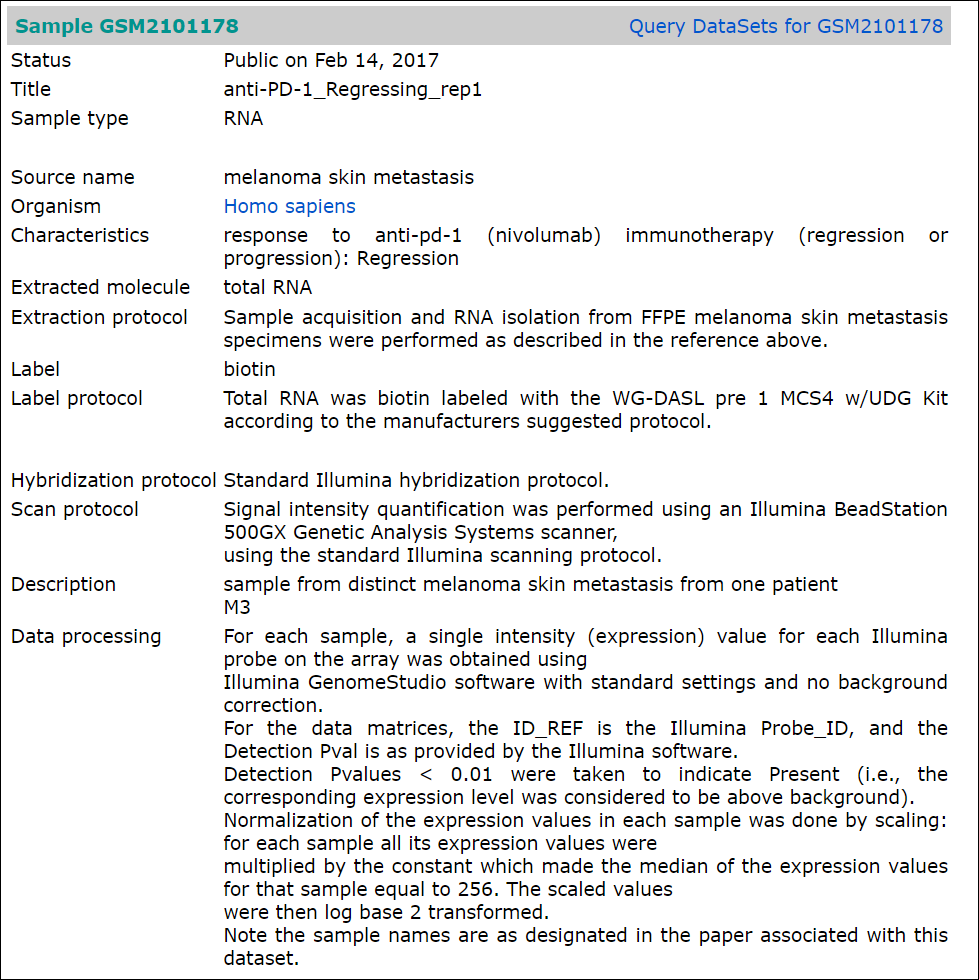 Sample GSM2101178 Query DataSets for GSM2101178
Status Public on Feb 14, 2017
Title anti-PD-1_Regressing_rep1
Sample type RNA
Source name melanoma skin metastasis
Organism Homo sapiens
Characteristics response to anti-pd-1 (nivolumab) immunotherapy (regression or
progression): Regression
Extracted molecule total RNA
Extraction protocol Sample acquisition and RNA isolation from FFPE melanoma skin metastasis
specimens were performed as described in the reference above.
Label biotin
Label protocol Total RNA was biotin labeled with the WG-DASL pre 1 MCS4 w/UDG Kit
according to the manufacturers suggested protocol.
Hybridization protocol Standard Illumina hybridization protocol.
Scan protocol Signal intensity quantification was performed using an Illumina BeadStation
500GX Genetic Analysis Systems scanner,
using the standard Illumina scanning protocol.
Description sample from distinct melanoma skin metastasis from one patient
M3
Data processing For each sample, a single intensity (expression) value for each Illumina
probe on the array was obtained using
Illumina GenomeStudio software with standard settings and no background
correction.
For the data matrices, the ID_REF is the Illumina Probe_ID, and the
Detection Pval is as provided by the Illumina software.
Detection Pvalues < 0.01 were taken to indicate Present (i.e., the
corresponding expression level was considered to be above background).
Normalization of the expression values in each sample was done by scaling:
for each sample all its expression values were
multiplied by the constant which made the median of the expression values
for that sample equal to 256. The scaled values
were then log base 2 transformed.
Note the sample names are as designated in the paper associated with this
dataset.